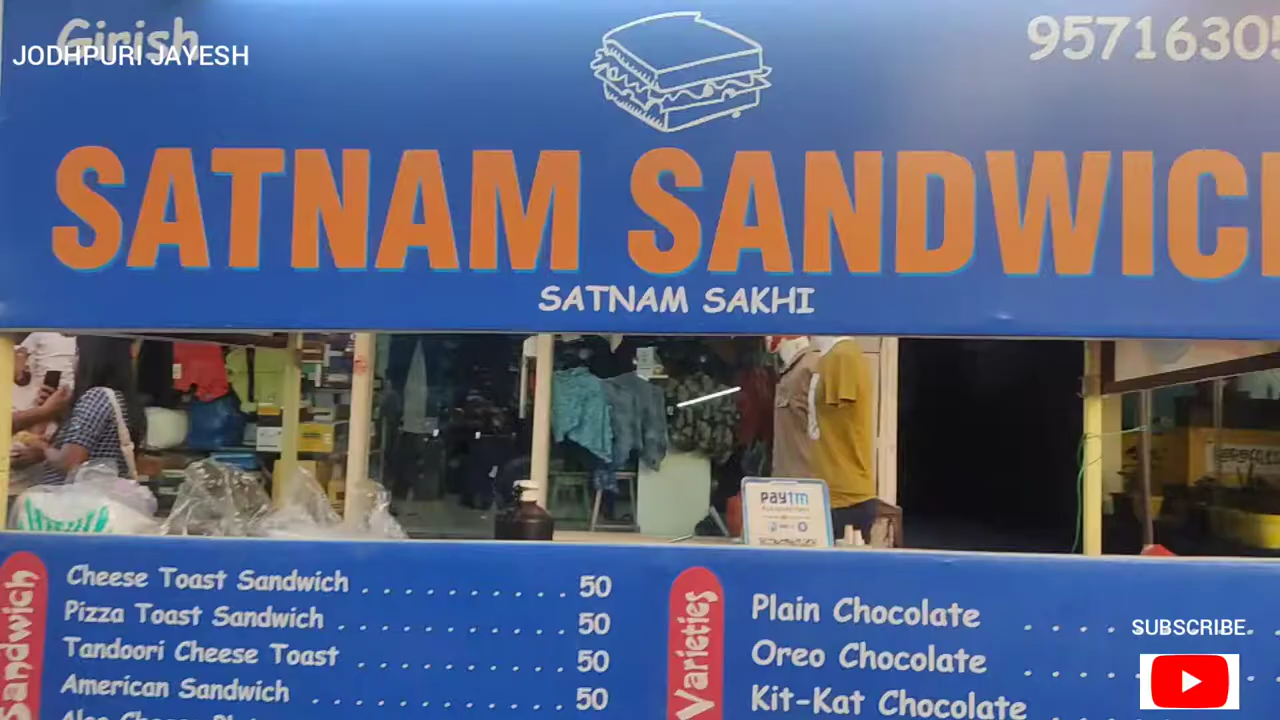 Girish
JODHPURI JAYESH
95716305
SATNAM SANDWICH
SATNAM SAKHI
paytm
Sandwich
Cheese Toast Sandwich . . . . . . . . . . 50
Pizza Toast Sandwich . . . . . . . . . . . 50
Tandoori Cheese Toast . . . . . . . . . . 50
American Sandwich . . . . . . . . . . . . 50
Varieties
Plain Chocolate
Oreo Chocolate
Kit-Kat Chocolate
SUBSCRIBE